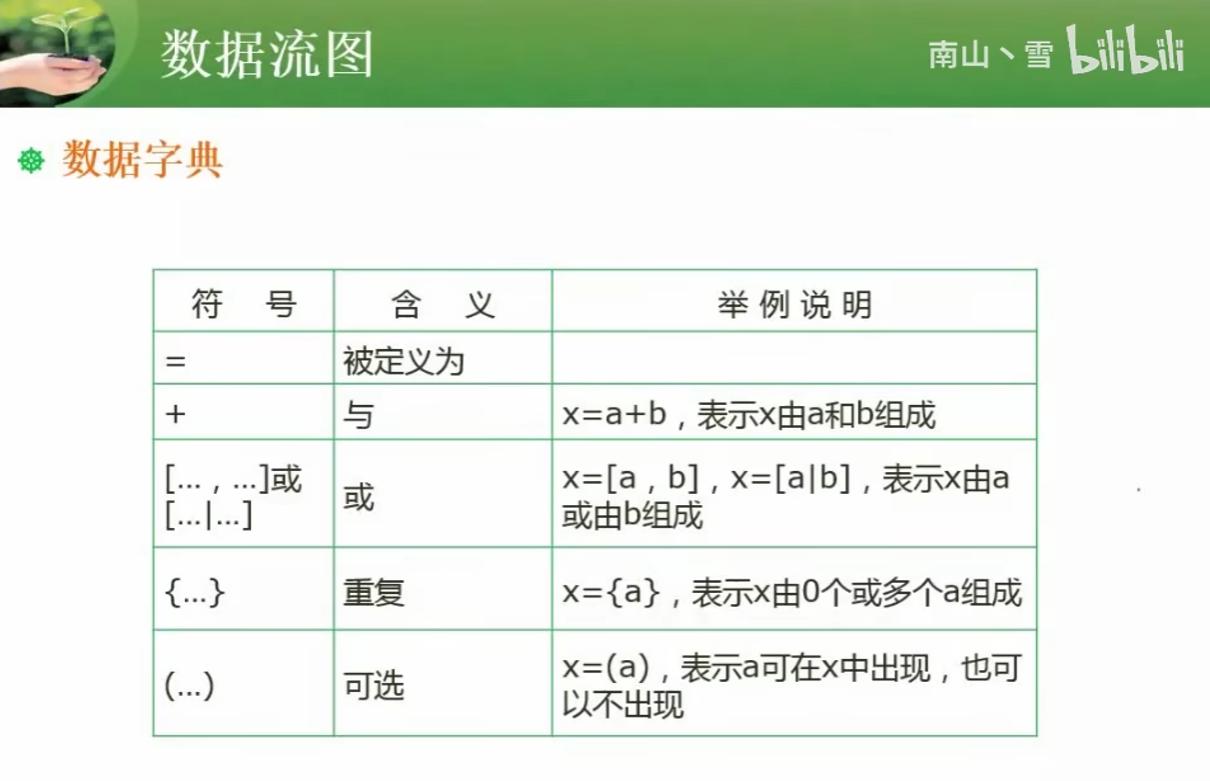 数据流图
南山丶雪 bilibili
数据字典
符 号 含 义 举例说明
= 被定义为
+ 与 x=a+b，表示x由a和b组成
[...，...]或
[...|...]
或
x=[a，b]，x=[a|b]，表示x由a
或由b组成
{...} 重复 x={a}，表示x由0个或多个a组成
(...) 可选
x=(a)，表示a可在x中出现，也可
以不出现